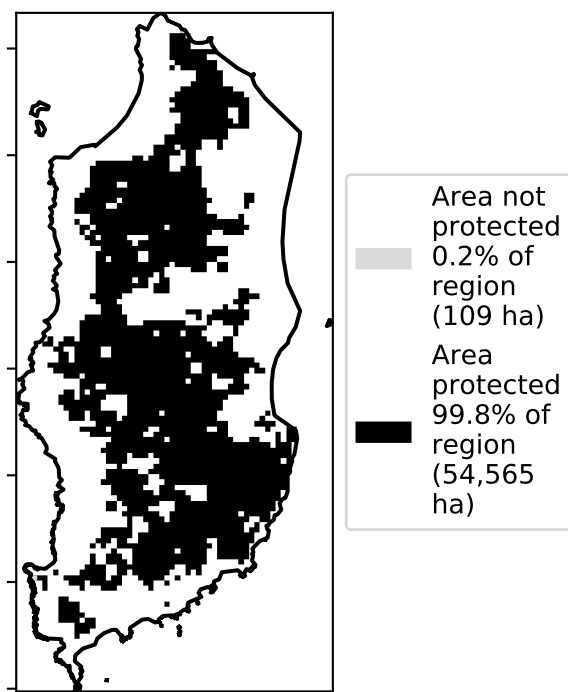 Area not
protected
0.2% of
region
(109 ha)
Area
protected
99.8% of
region
(54,565
ha)